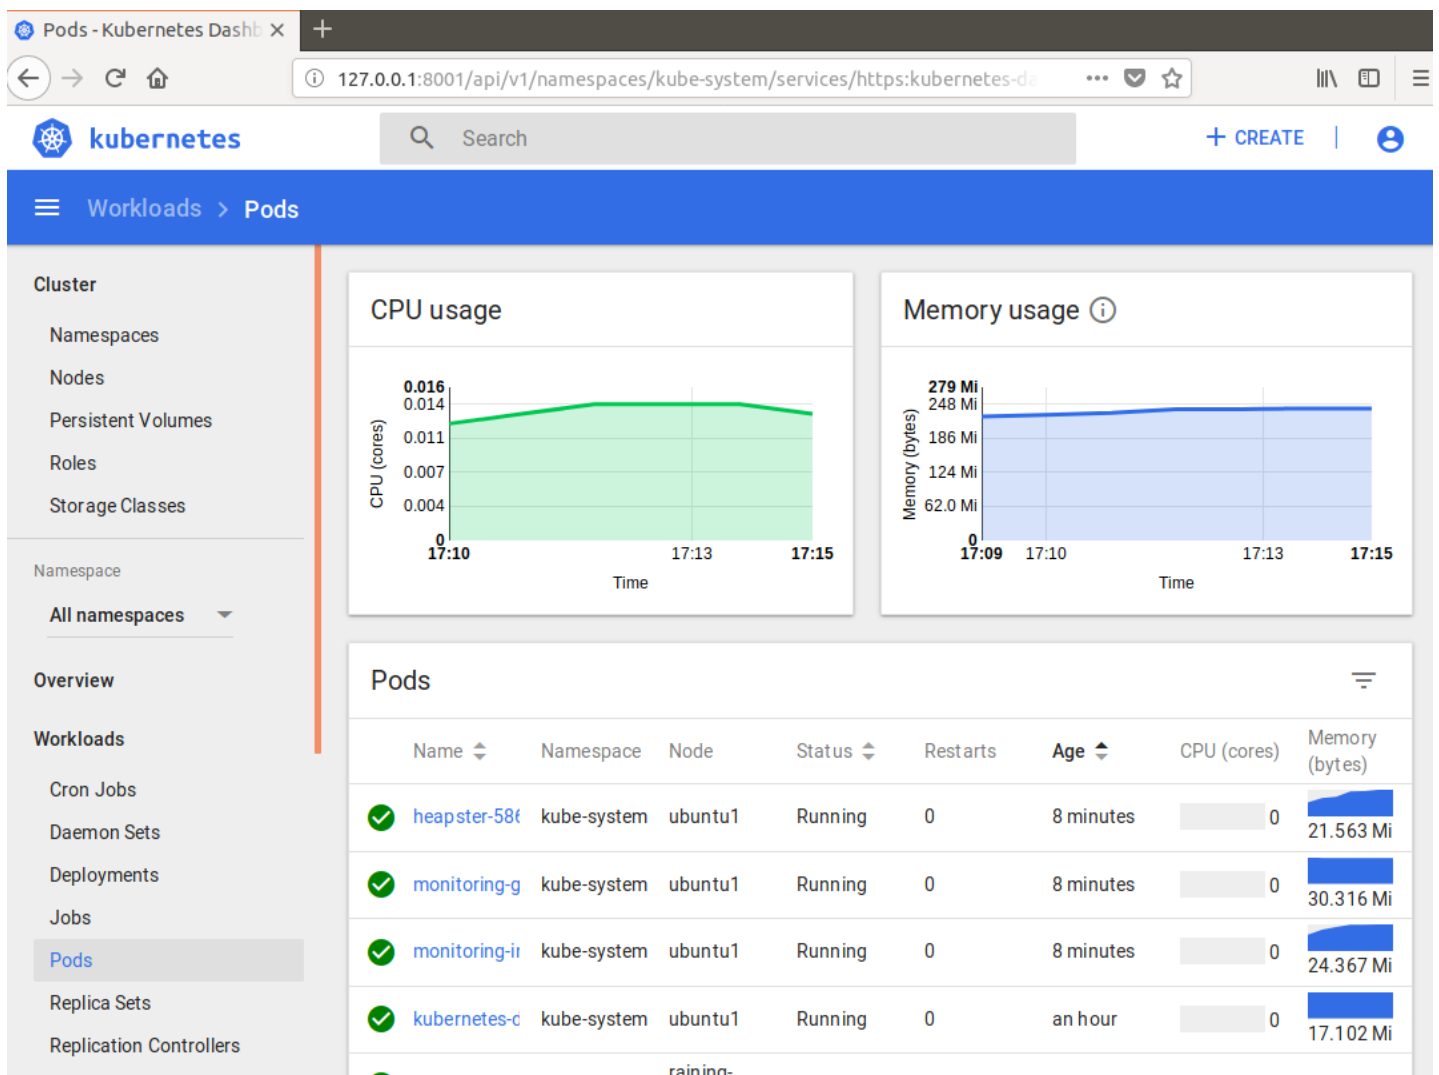 Pods - Kubernetes Dashb
127.0.0.1:8001/api/v1/namespaces/kube-system/services/https:kubernetes-da
kubernetes
Search
+ CREATE
Workloads > Pods
Cluster
Namespaces
Nodes
Persistent Volumes
Roles
Storage Classes
Namespace
All namespaces
Overview
Workloads
Cron Jobs
Daemon Sets
Deployments
Jobs
Pods
Replica Sets
Replication Controllers
CPU usage
CPU (cores)
0.016
0.014
0.011
0.007
0.004
0
17:10 17:13 17:15
Time
Memory usage
Memory (bytes)
279 Mi
248 Mi
186 Mi
124 Mi
62.0 Mi
0
17:09 17:10 17:13 17:15
Time
Pods
Name Namespace Node Status Restarts Age CPU (cores) Memory (bytes)
heapster-586 kube-system ubuntu1 Running 0 8 minutes 0 21.563 Mi
monitoring-g kube-system ubuntu1 Running 0 8 minutes 0 30.316 Mi
monitoring-in kube-system ubuntu1 Running 0 8 minutes 0 24.367 Mi
kubernetes-d kube-system ubuntu1 Running 0 an hour 0 17.102 Mi
raining-